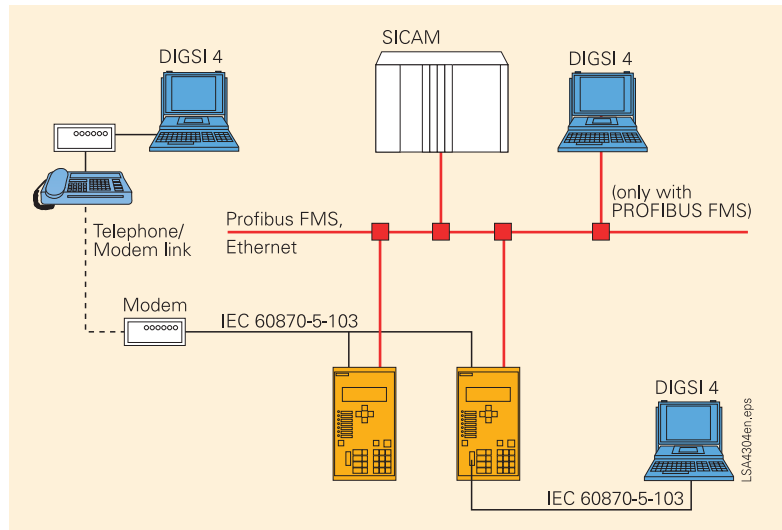 SICAM
DIGSI 4
DIGSI 4
(only with
PROFIBUS FMS)
Profibus FMS,
Ethernet
Telephone/
Modem link
Modem
IEC 60870-5-103
DIGSI 4
LSA4304en.eps
IEC 60870-5-103